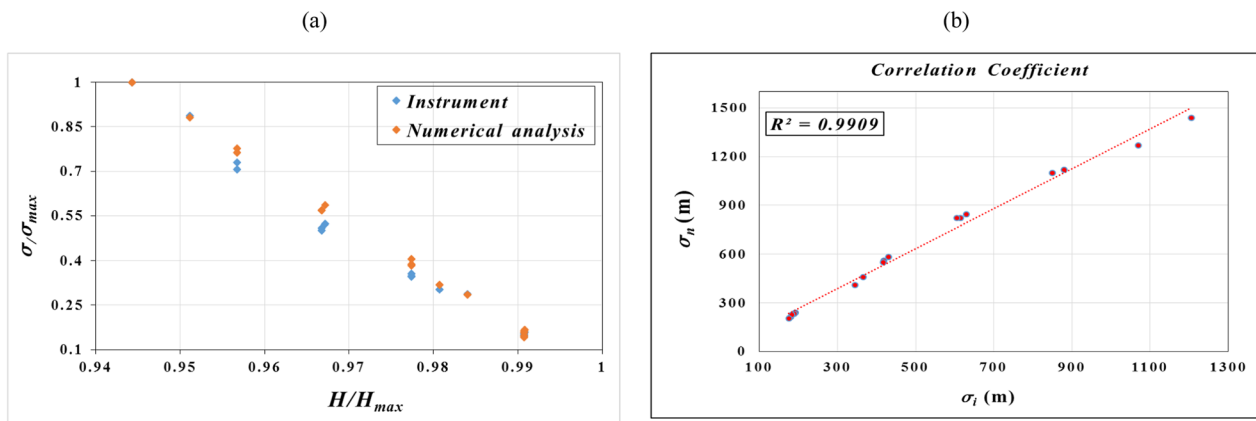 (a)
(b)
σ/σmax
1
0.85
0.7
0.55
0.4
0.25
0.1
Instrument
Numerical analysis
0.94
0.95
0.96
0.97
0.98
0.99
1
H/Hmax
Correlation Coefficient
R² = 0.9909
σn (m)
1500
1200
900
600
300
0
100
300
500
700
900
1100
1300
σi (m)